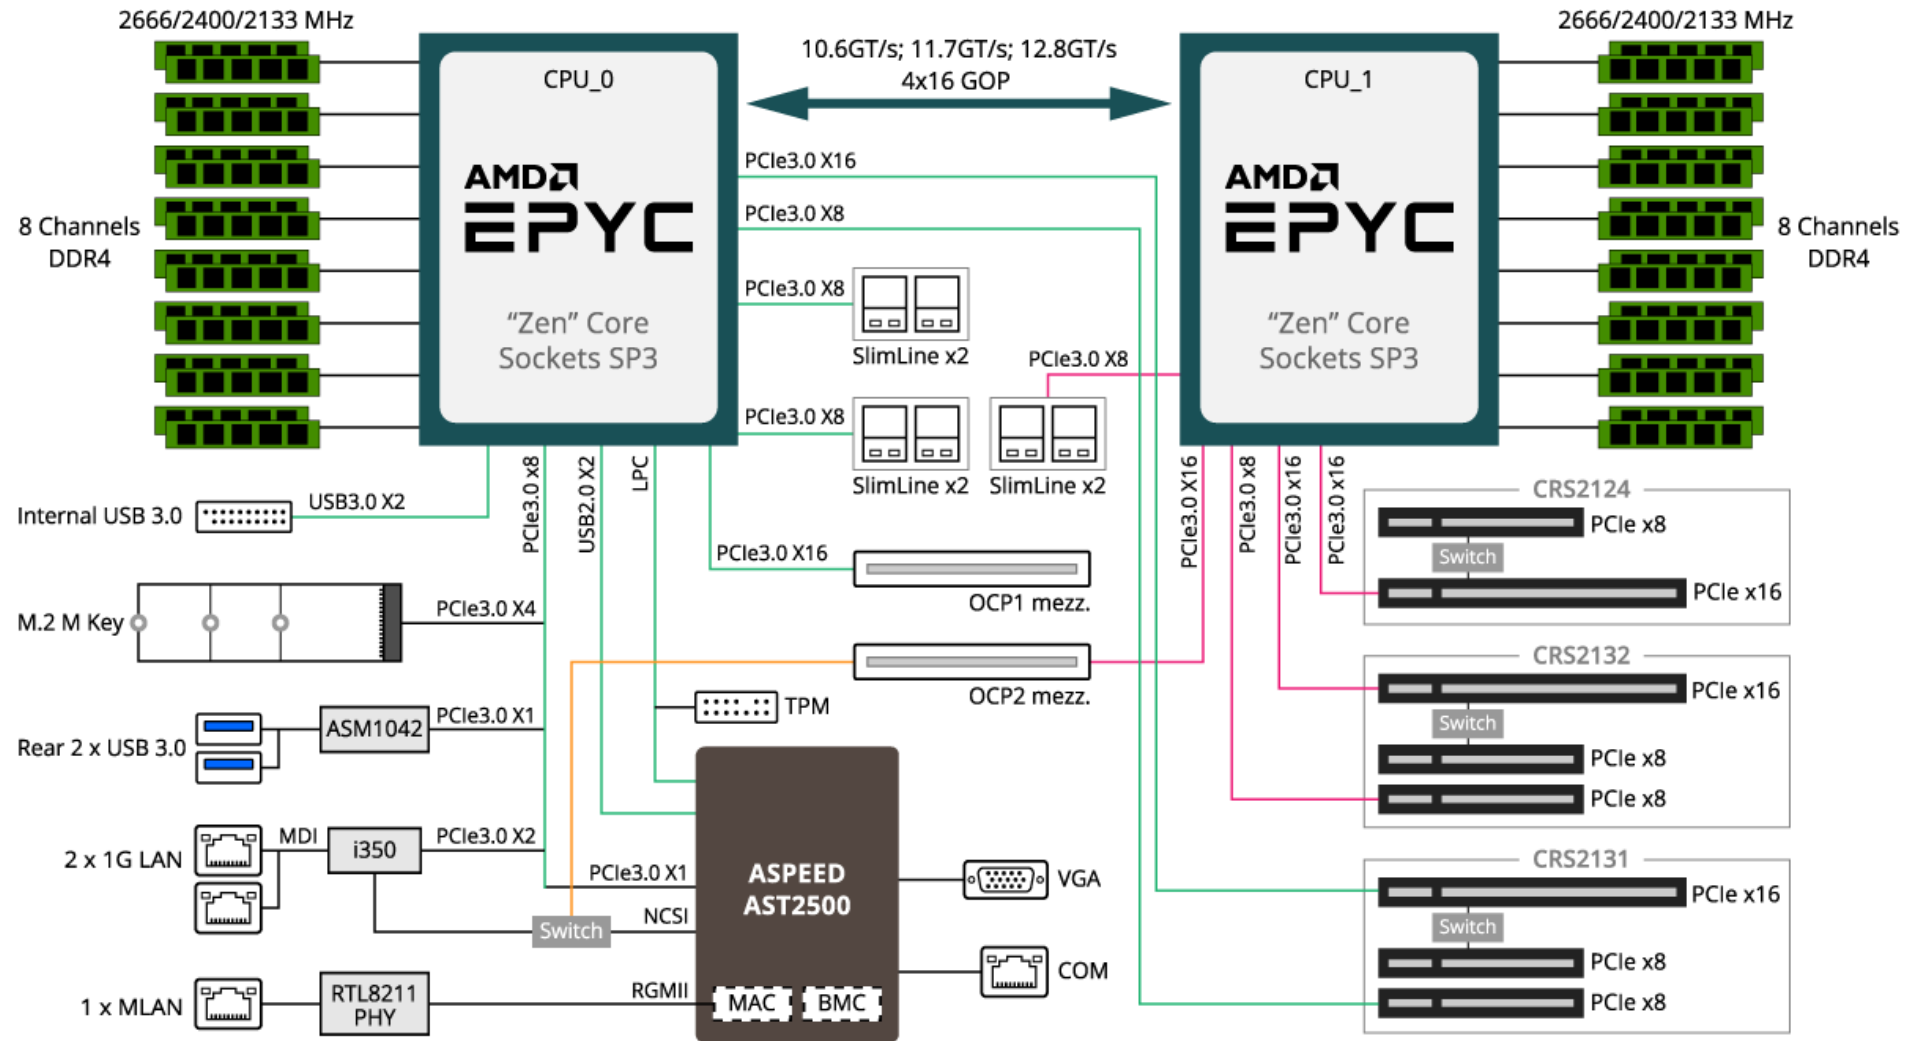 2666/2400/2133 MHz
8 Channels
DDR4
CPU_0
AMD
EPYC
“Zen” Core
Sockets SP3
10.6GT/s; 11.7GT/s; 12.8GT/s
4x16 GOP
CPU_1
AMD
EPYC
“Zen” Core
Sockets SP3
2666/2400/2133 MHz
8 Channels
DDR4
PCIe3.0 X16
PCIe3.0 X8
PCIe3.0 X8
SlimLine x2
PCIe3.0 X8
SlimLine x2
PCIe3.0 X8
SlimLine x2
Internal USB 3.0
USB3.0 X2
PCIe3.0 x8
USB2.0 X2
LPC
PCIe3.0 X16
OCP1 mezz.
OCP2 mezz.
PCIe3.0 X16
PCIe3.0 x8
PCIe3.0 x16
PCIe3.0 x16
M.2 M Key
PCIe3.0 X4
TPM
Rear 2 x USB 3.0
ASM1042
PCIe3.0 X1
2 x 1G LAN
MDI
i350
PCIe3.0 X2
PCIe3.0 X1
NCSI
Switch
1 x MLAN
RTL8211
PHY
RGMII
ASPEED
AST2500
MAC
BMC
VGA
COM
CRS2124
PCIe x8
Switch
PCIe x16
CRS2132
PCIe x16
Switch
PCIe x8
PCIe x8
CRS2131
PCIe x16
Switch
PCIe x8
PCIe x8